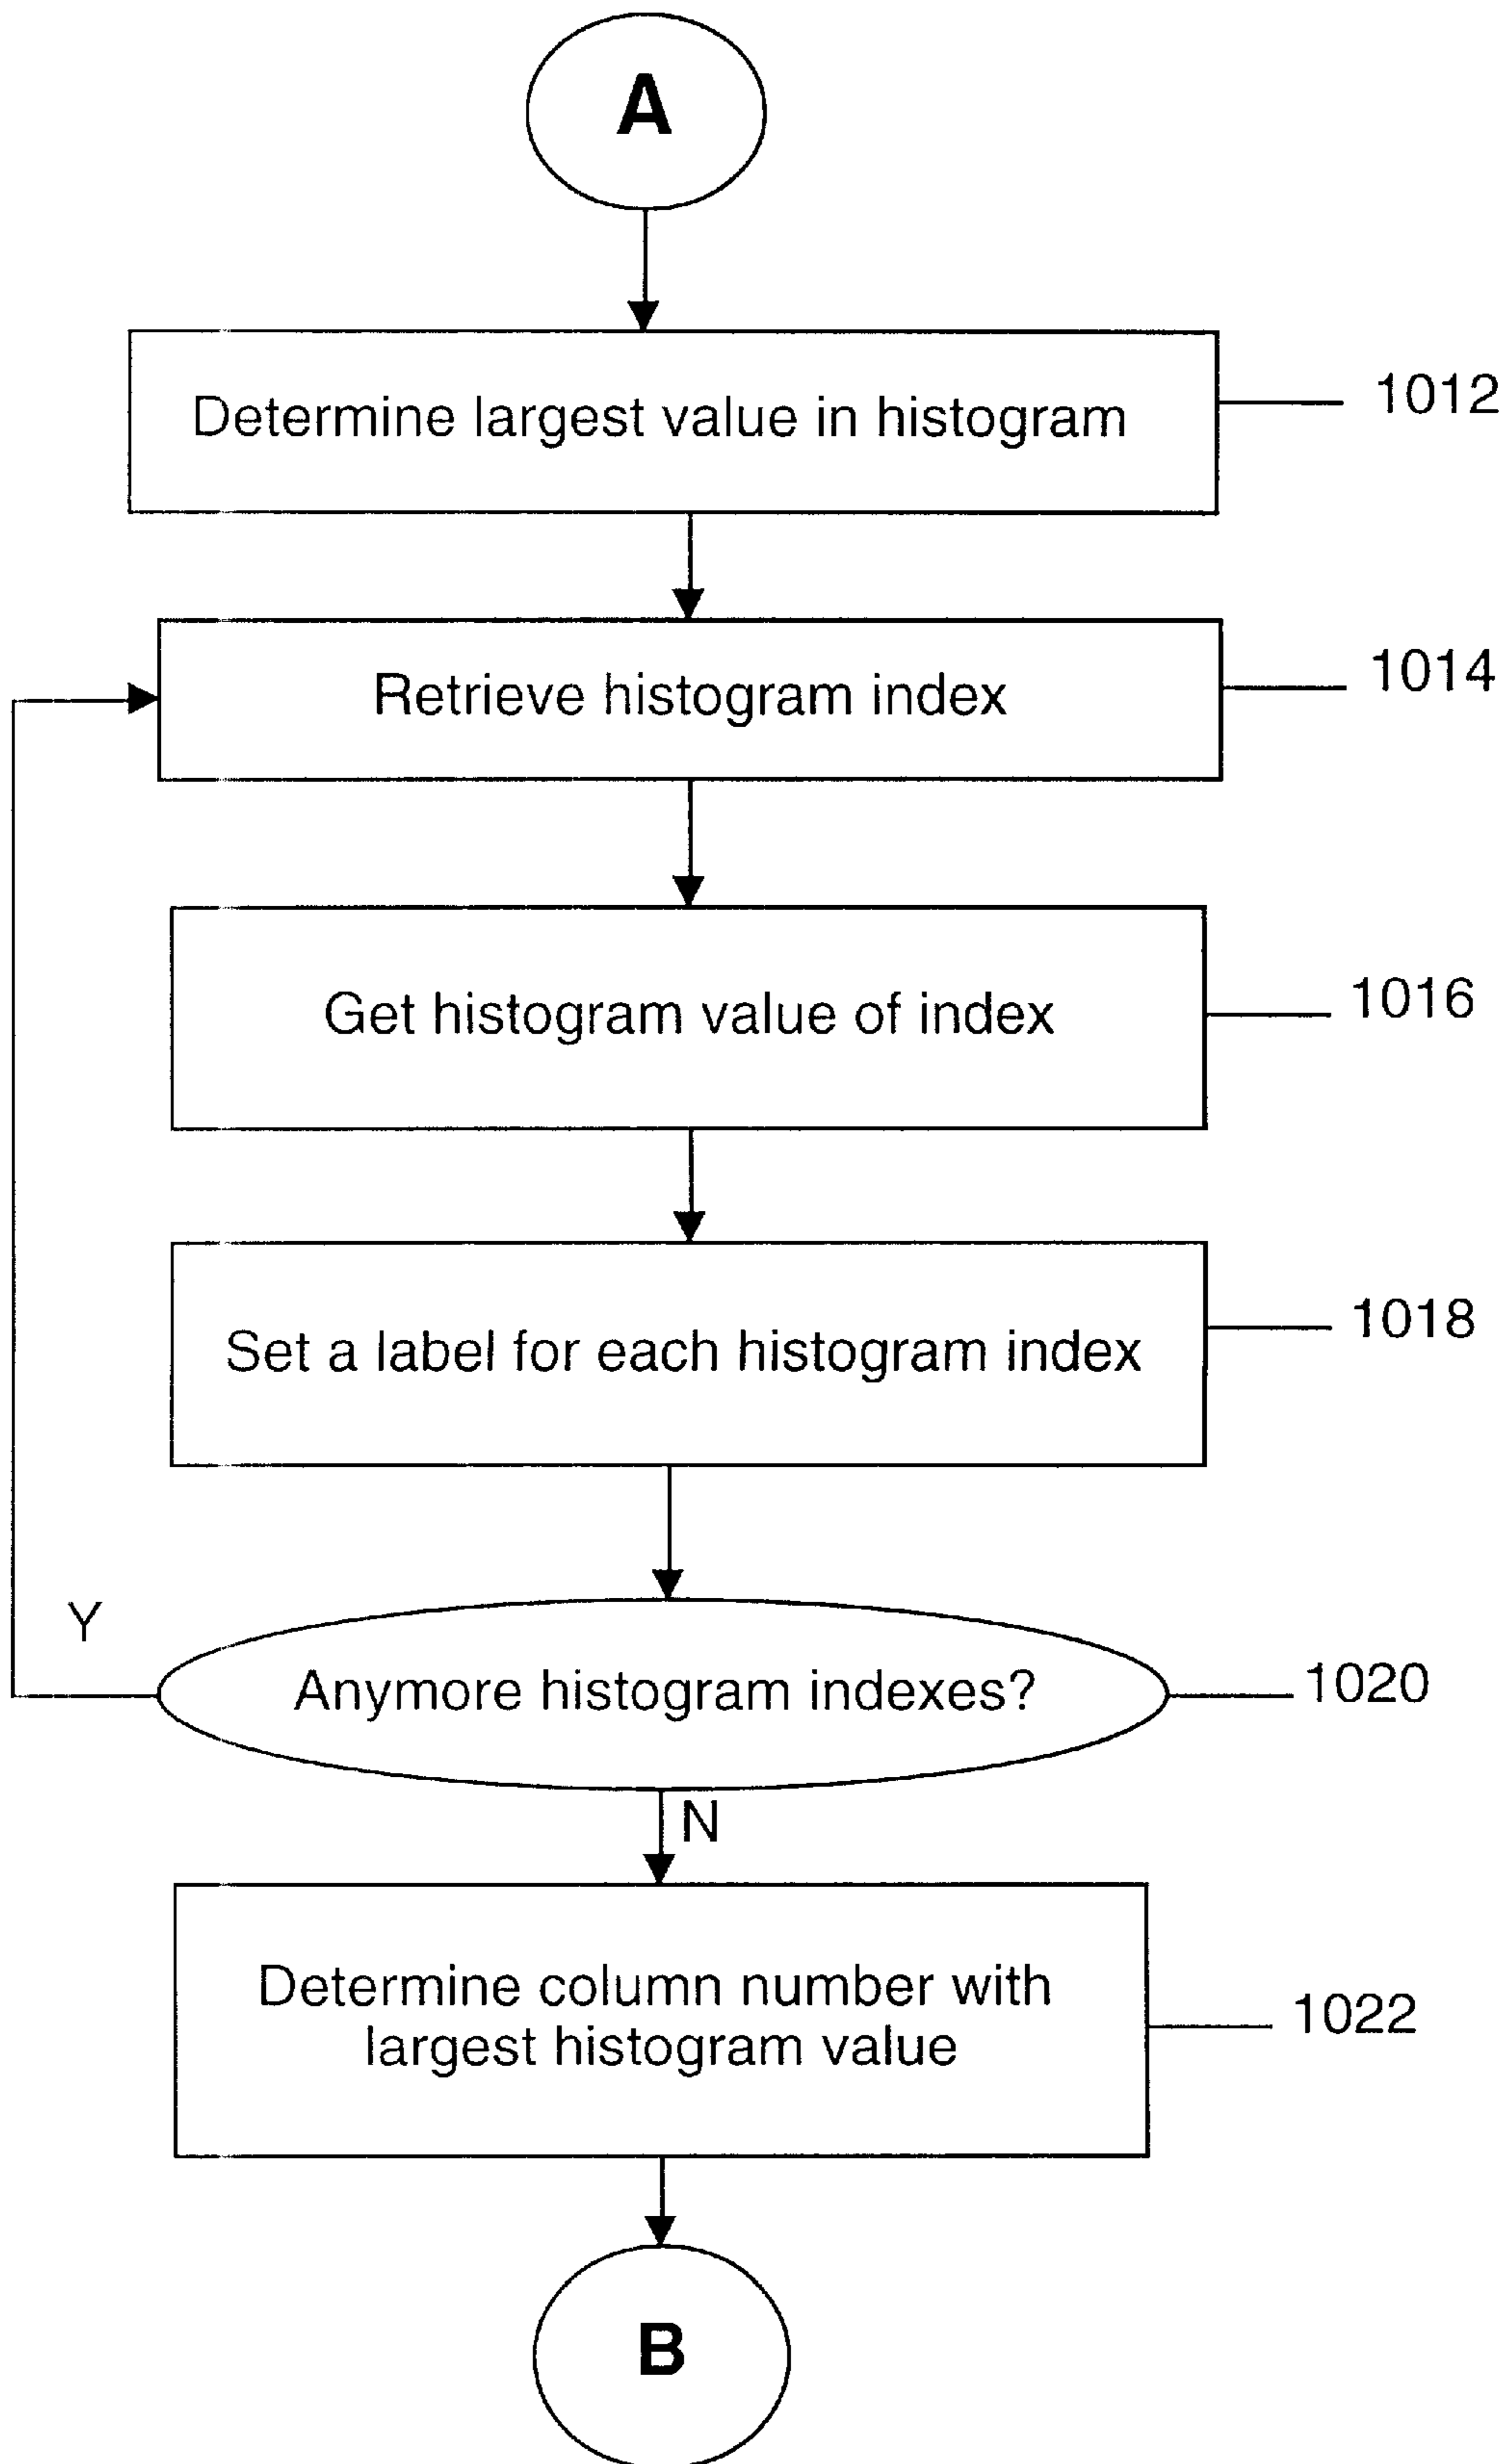 A
Determine largest value in histogram
1012
Retrieve histogram index
1014
Get histogram value of index
1016
Set a label for each histogram index
1018
Y
Anymore histogram indexes?
1020
N
Determine column number with
largest histogram value
1022
B